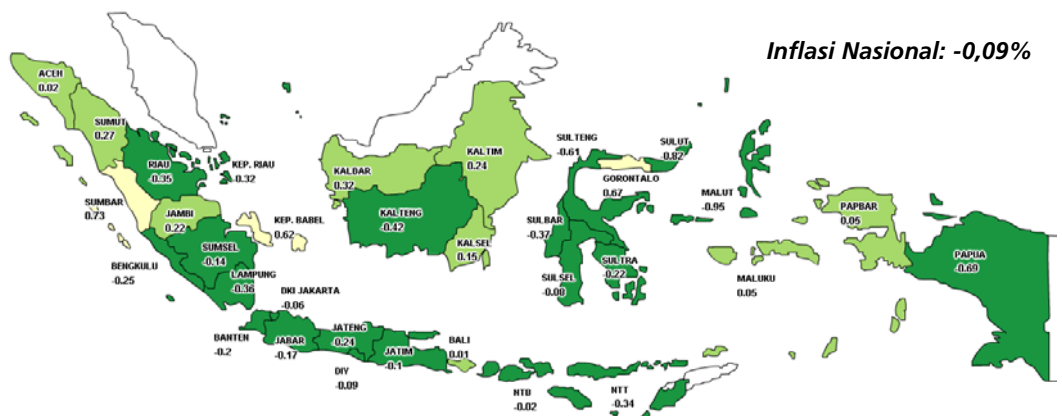 Inflasi Nasional: -0,09%
ACEH
0.02
SUMUT
0.27
RIAU
-0.35
KEP. RIAU
-0.32
SUMBAR
0.73
JAMBI
0.22
KEP. BABEL
0.62
SUMSEL
-0.14
BENGKULU
-0.25
LAMPUNG
-0.36
DKI JAKARTA
-0.06
BANTEN
-0.2
JABAR
-0.17
JATENG
0.24
DIY
-0.09
JATIM
-0.1
BALI
0.01
NTB
-0.02
NTT
-0.34
KALBAR
0.32
KALTENG
-0.42
KALTIM
0.24
KALSEL
0.15
SULTENG
-0.61
SULUT
-0.82
GORONTALO
0.67
SULBAR
-0.37
SULSEL
-0.08
SULTRA
-0.22
MALUT
-0.95
MALUKU
0.05
PAPBAR
0.05
PAPUA
-0.69